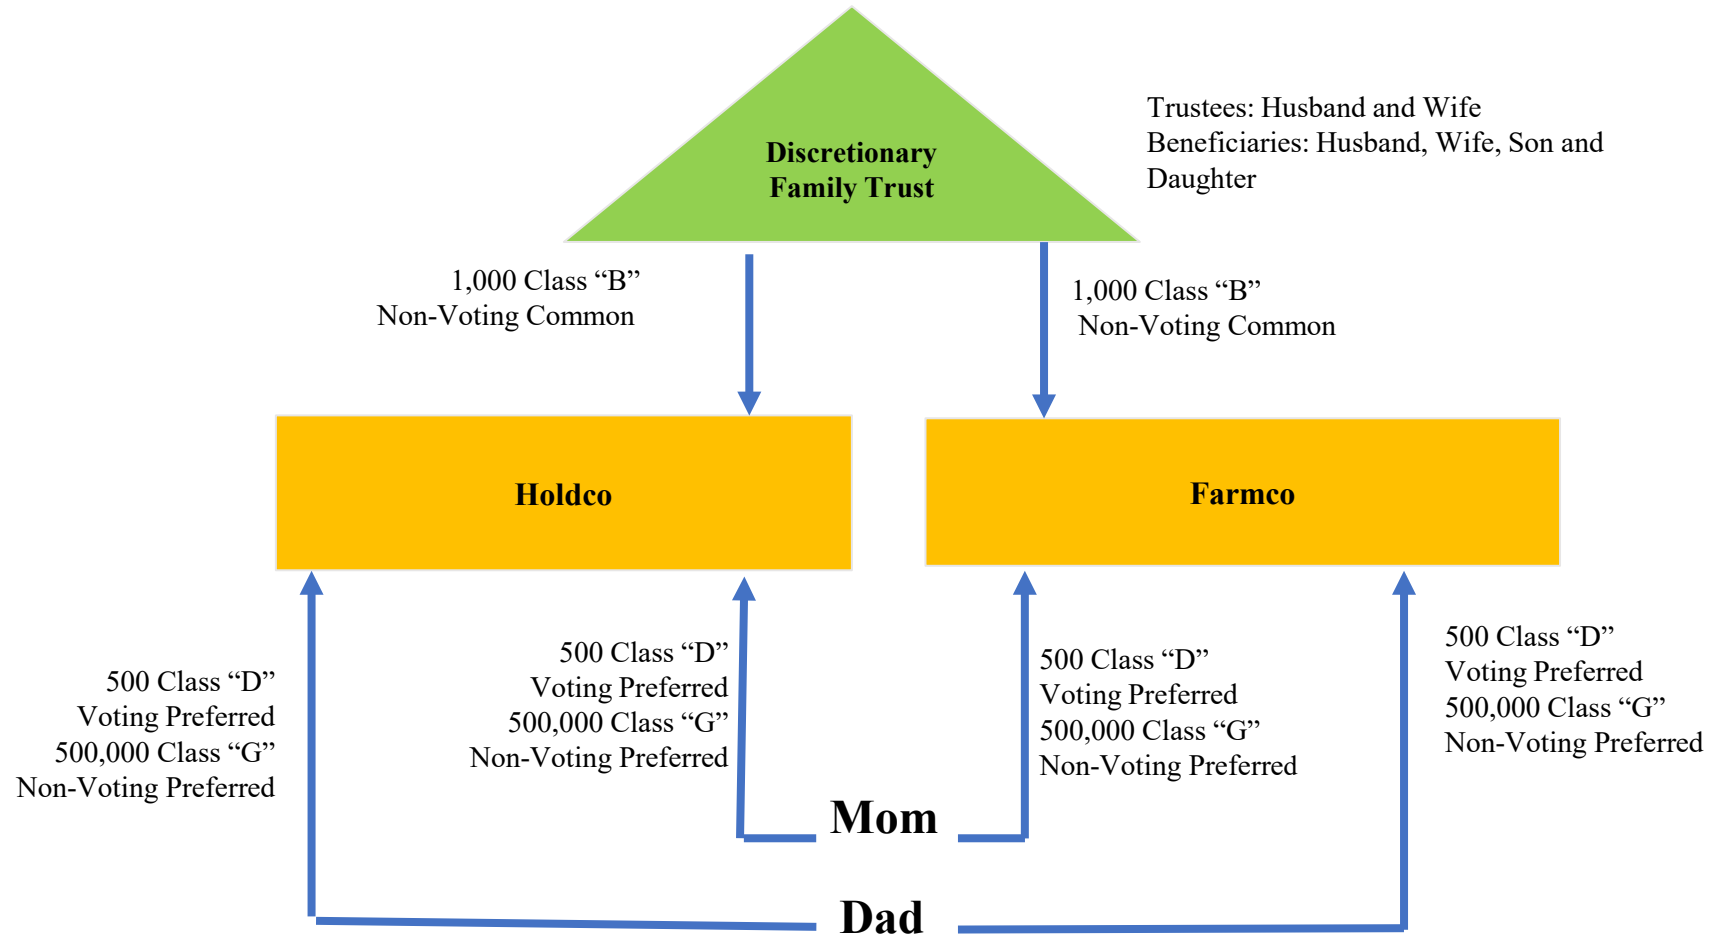 Trustees: Husband and Wife
Beneficiaries: Husband, Wife, Son and
Daughter
Discretionary
Family Trust
1,000 Class “B”
Non-Voting Common
1,000 Class “B”
Non-Voting Common
Holdco
Farmco
500 Class “D”
Voting Preferred
500,000 Class “G”
Non-Voting Preferred
500 Class “D”
Voting Preferred
500,000 Class “G”
Non-Voting Preferred
500 Class “D”
Voting Preferred
500,000 Class “G”
Non-Voting Preferred
500 Class “D”
Voting Preferred
500,000 Class “G”
Non-Voting Preferred
Mom
Dad